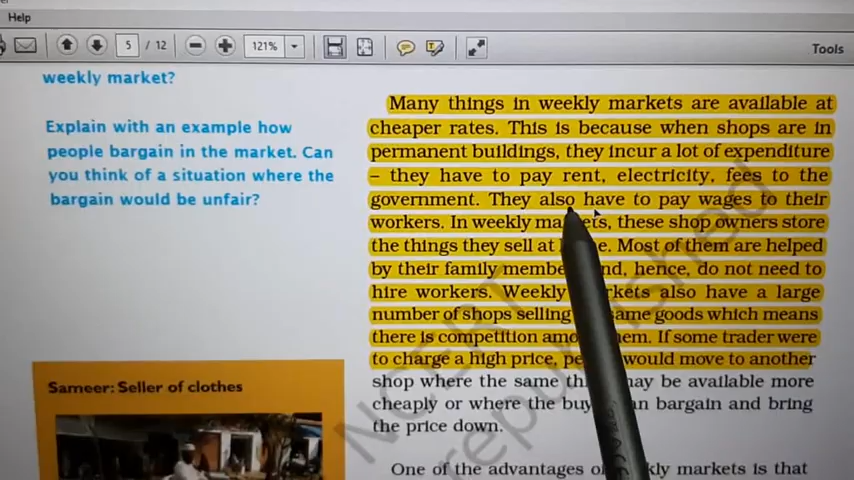 Help
5 / 12
121%
Tools
weekly market?
Explain with an example how
people bargain in the market. Can
you think of a situation where the
bargain would be unfair?
Many things in weekly markets are available at
cheaper rates. This is because when shops are in
permanent buildings, they incur a lot of expenditure
– they have to pay rent, electricity, fees to the
government. They also have to pay wages to their
workers. In weekly these shop owners store
the things they sell at Most of them are helped
by their family hence, do not need to
hire workers. Weekly also have a large
number of shops selling goods which means
there is competition If some trader were
to charge a high price, would move to another
shop where the same may be available more
cheaply or where the bargain and bring
the price down.
One of the advantages is that
Sameer: Seller of clothes
NCERT
republished